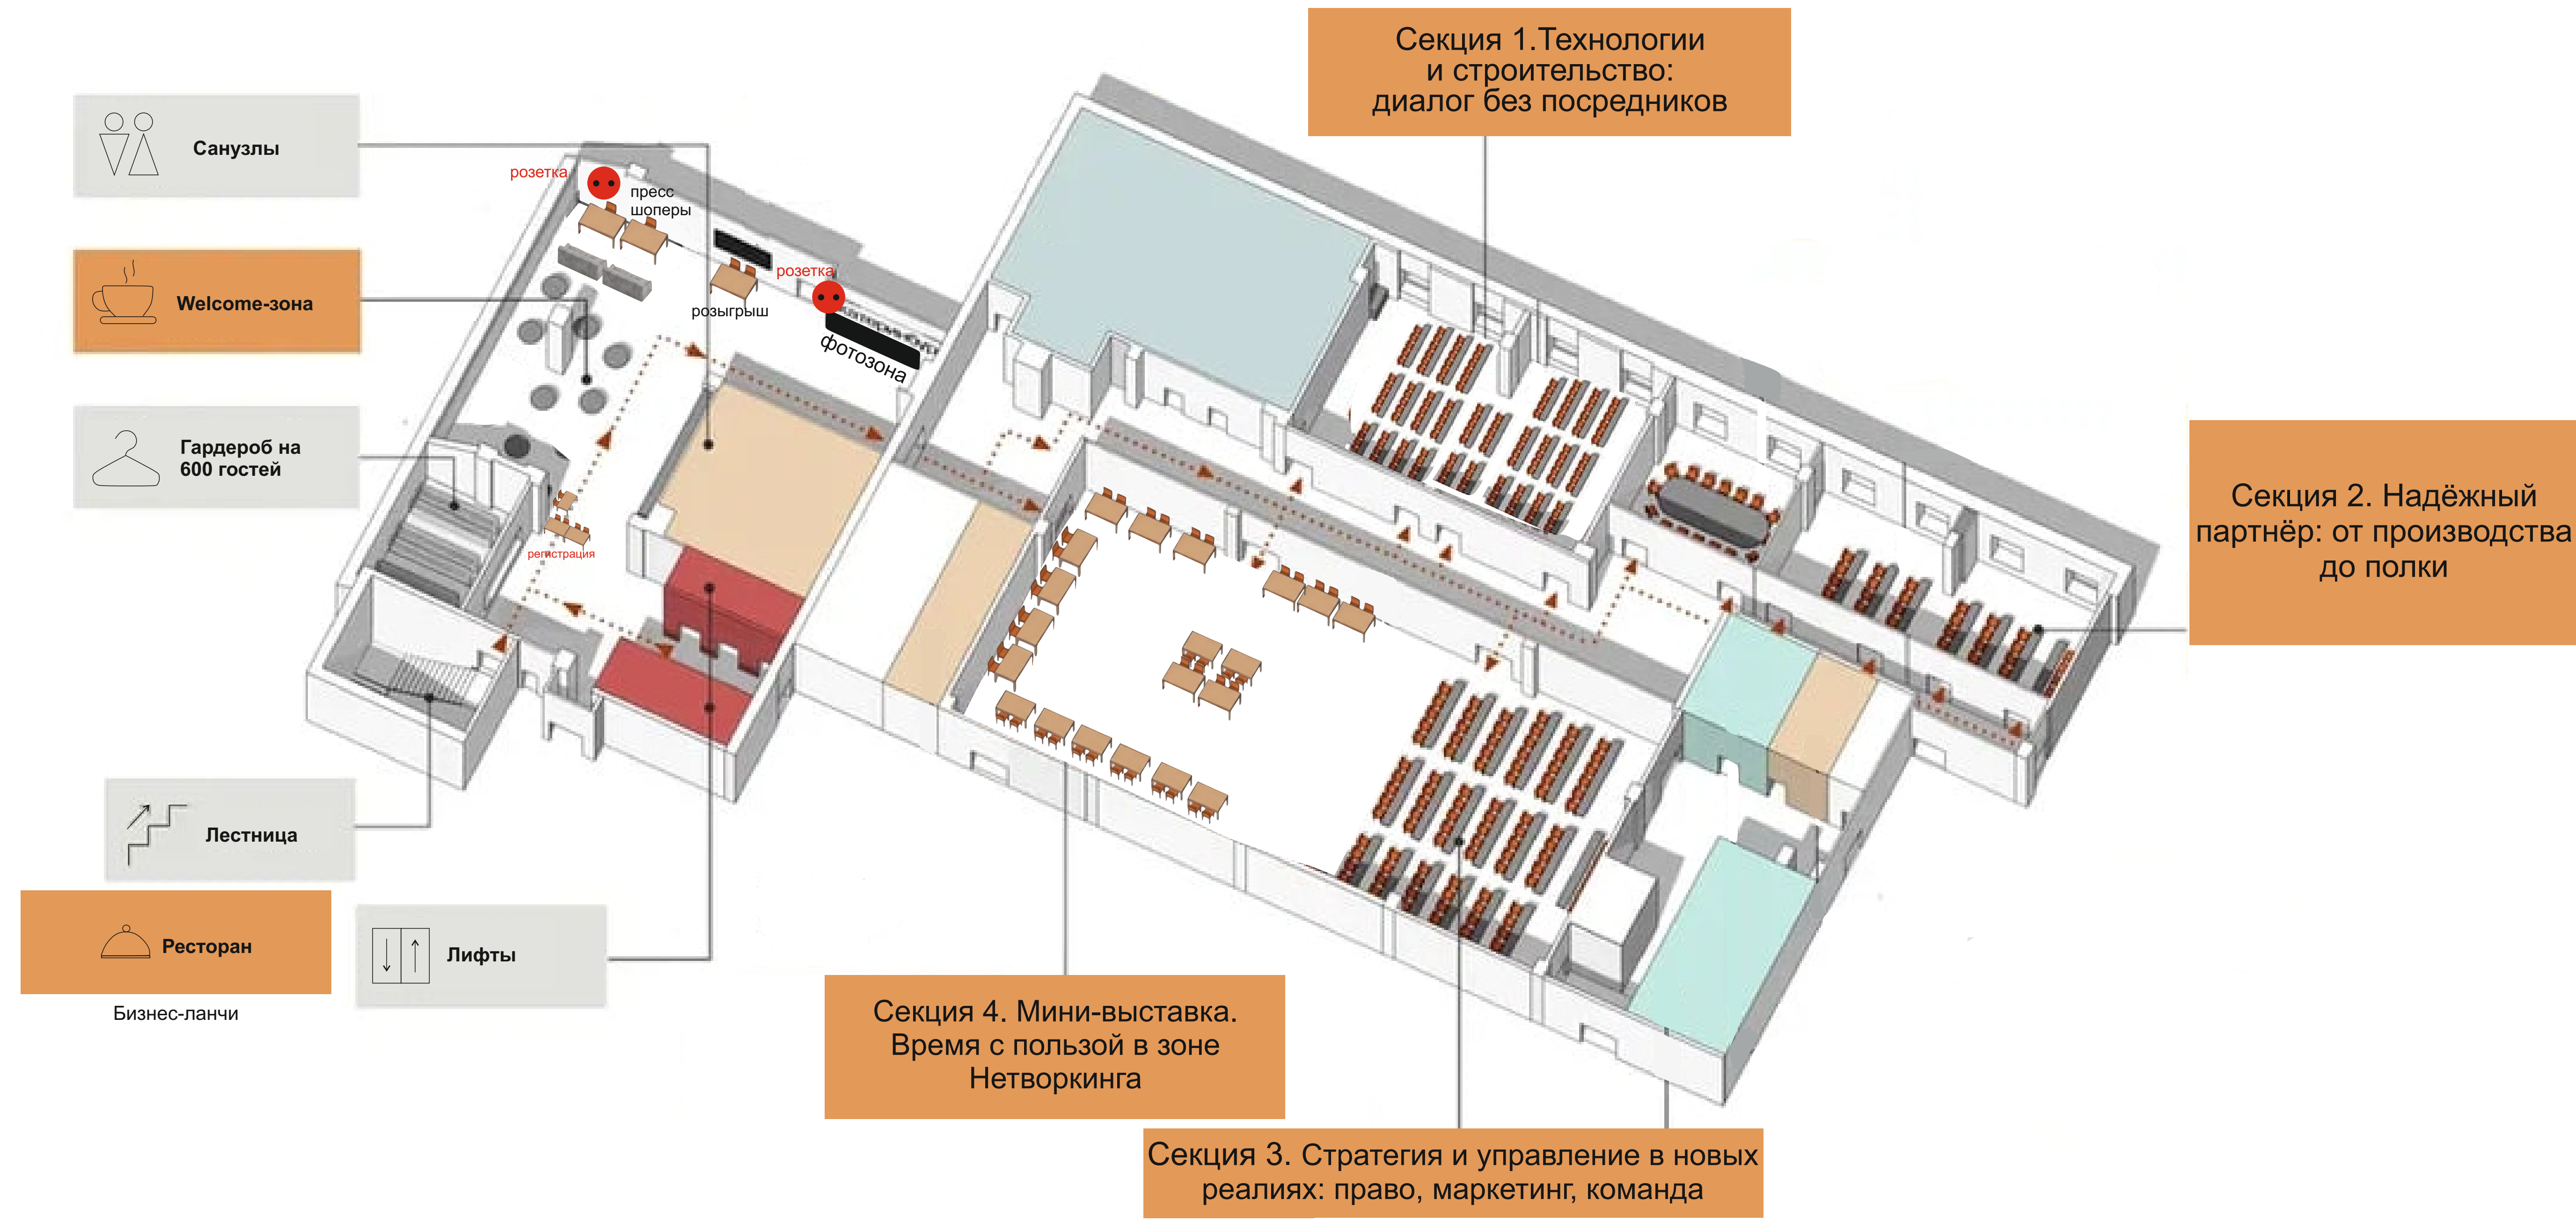 Секция 1.Технологии
и строительство:
диалог без посредников
Санузлы
розетка
пресс
шоперы
Welcome-зона
розетка
розыгрыш
фотозона
Гардероб на
600 гостей
регистрация
Секция 2. Надёжный
партнёр: от производства
до полки
Лестница
Ресторан
Бизнес-ланчи
Лифты
Секция 4. Мини-выставка.
Время с пользой в зоне
Нетворкинга
Секция 3. Стратегия и управление в новых
реалиях: право, маркетинг, команда